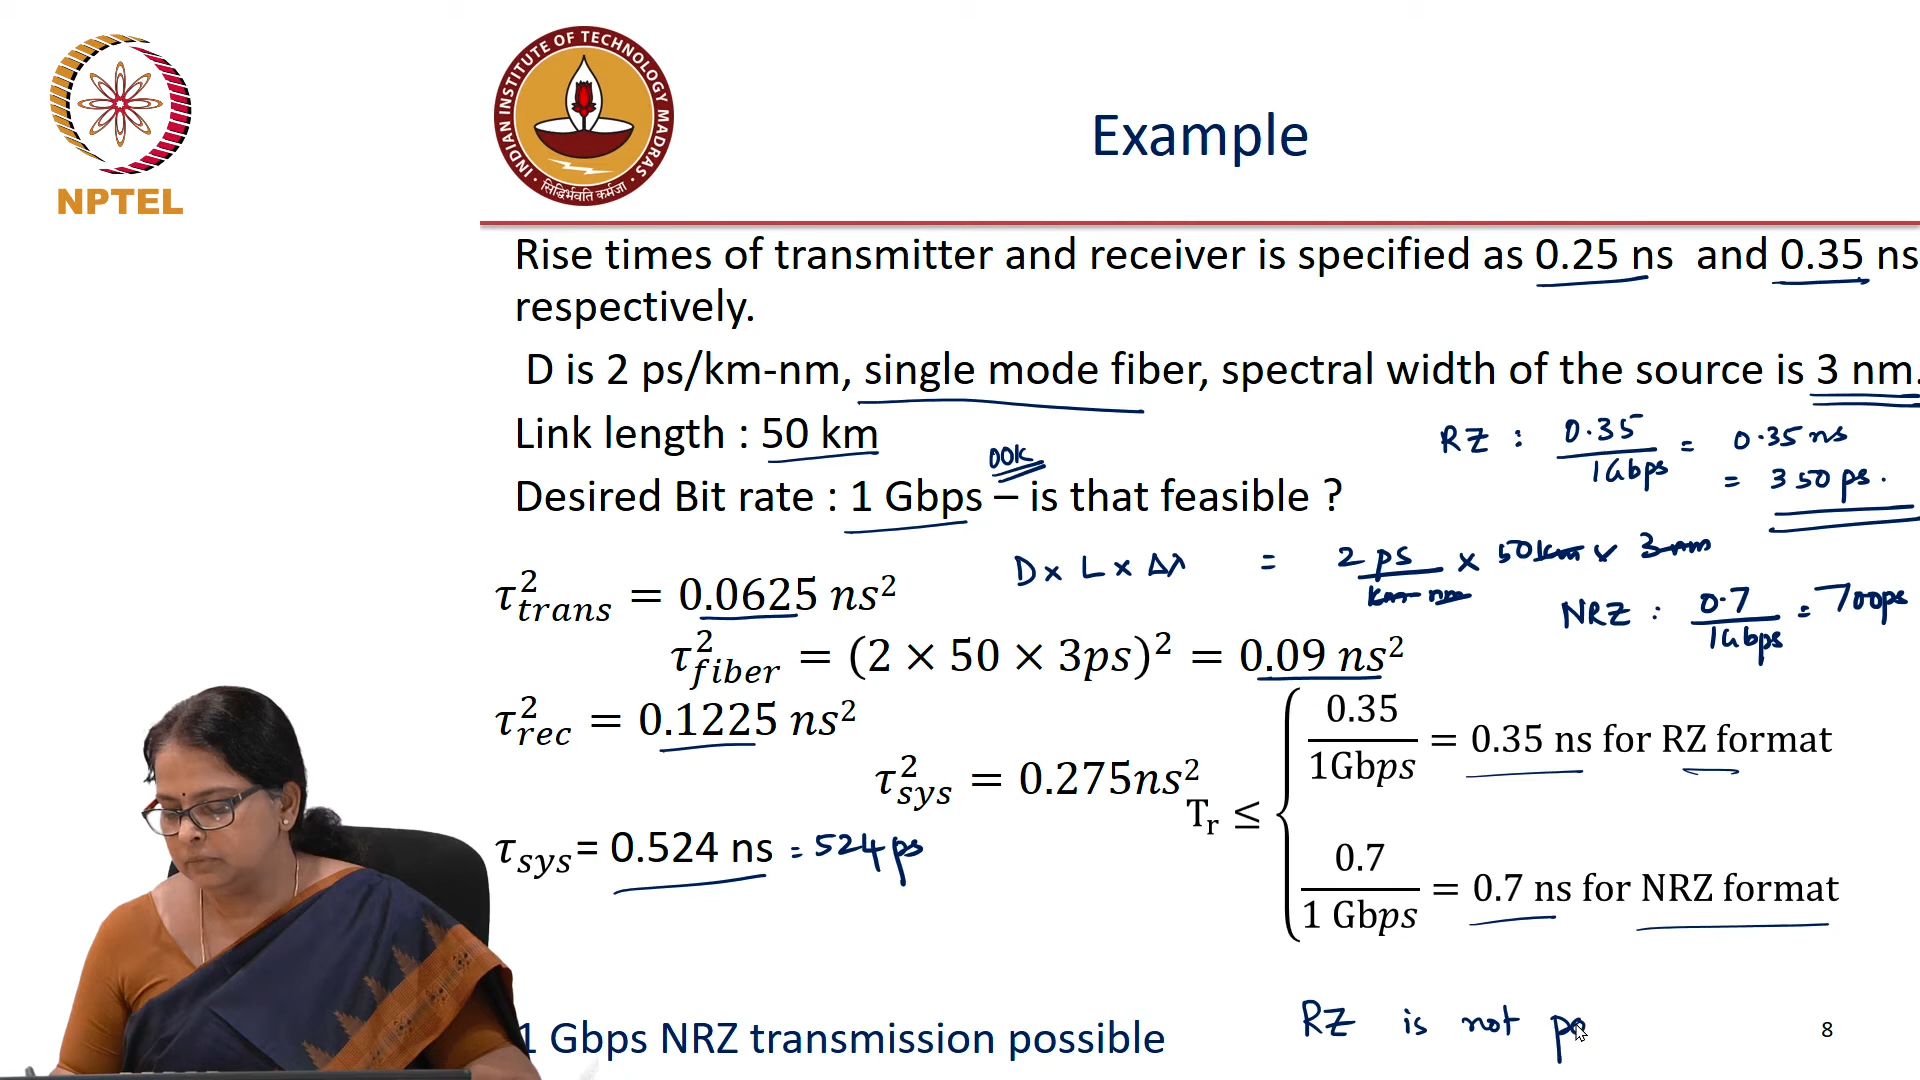 NPTEL
INDIAN INSTITUTE OF TECHNOLOGY MADRAS
सिद्धिर्भवति कर्मजा
Example
Rise times of transmitter and receiver is specified as 0.25 ns and 0.35 ns
respectively.
D is 2 ps/km-nm, single mode fiber, spectral width of the source is 3 nm.
Link length : 50 km
RZ : 0.35/1Gbps = 0.35 ns
= 350 ps.
OOK
Desired Bit rate : 1 Gbps – is that feasible ?
D x L x Δλ = 2 ps/km-nm x 50km x 3 nm
NRZ : 0.7/1Gbps = 700ps
τ²trans = 0.0625 ns²
τ²fiber = (2 × 50 × 3ps)² = 0.09 ns²
τ²rec = 0.1225 ns²
τ²sys = 0.275ns²
Tr ≤ { 0.35/1Gbps = 0.35 ns for RZ format
0.7/1 Gbps = 0.7 ns for NRZ format
τsys= 0.524 ns = 524 ps
1 Gbps NRZ transmission possible
RZ is not po
8